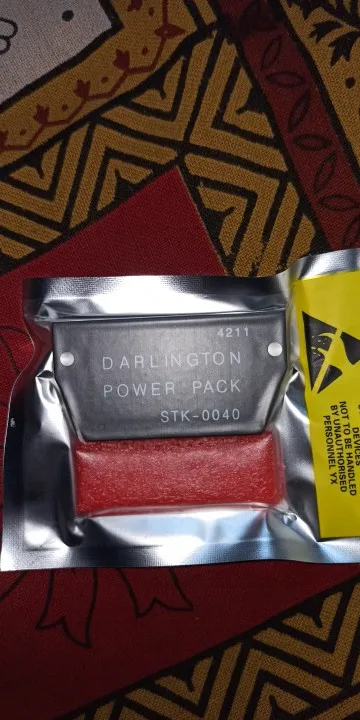 4211
DARLINGTON
POWER PACK
STK-0040
DEVICES
NOT TO BE HANDLED
BY UNAUTHORISED
PERSONNEL YX